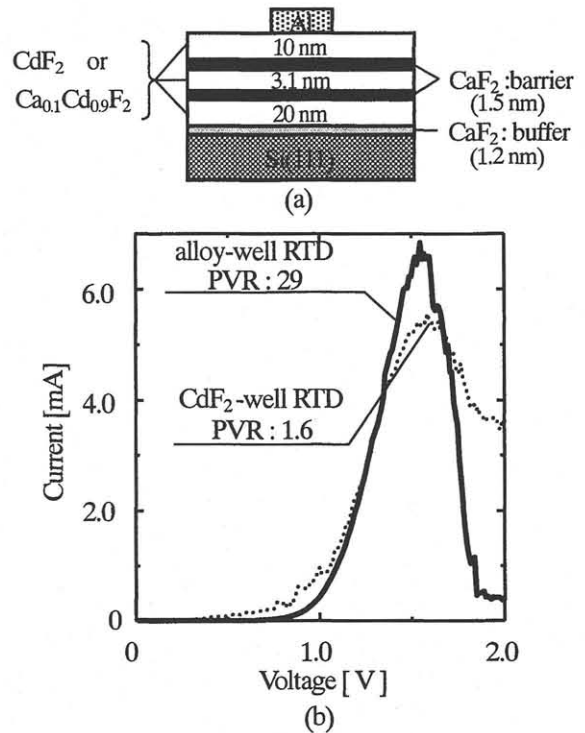 Al
10 nm
CdF₂ or
Ca₀.₁Cd₀.₉F₂
3.1 nm
CaF₂ :barrier
(1.5 nm)
20 nm
CaF₂ : buffer
(1.2 nm)
Si(111)
(a)
alloy-well RTD
PVR : 29
CdF₂-well RTD
PVR : 1.6
Current [mA]
6.0
4.0
2.0
0
0
1.0
2.0
Voltage [ V ]
(b)